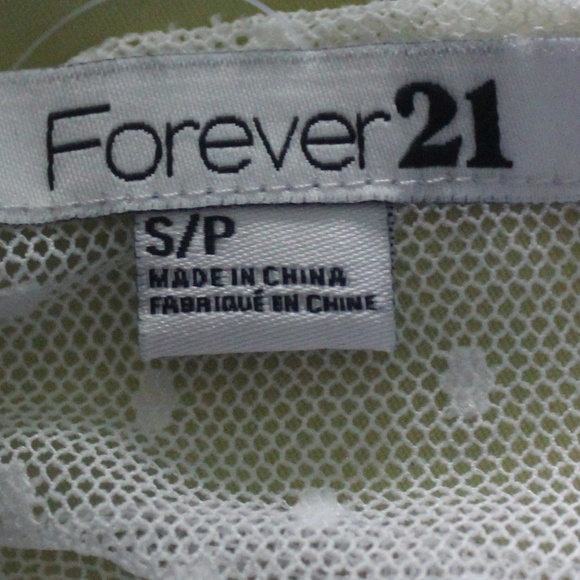 Forever21
S/P
MADE IN CHINA
FABRIQUÉ EN CHINE